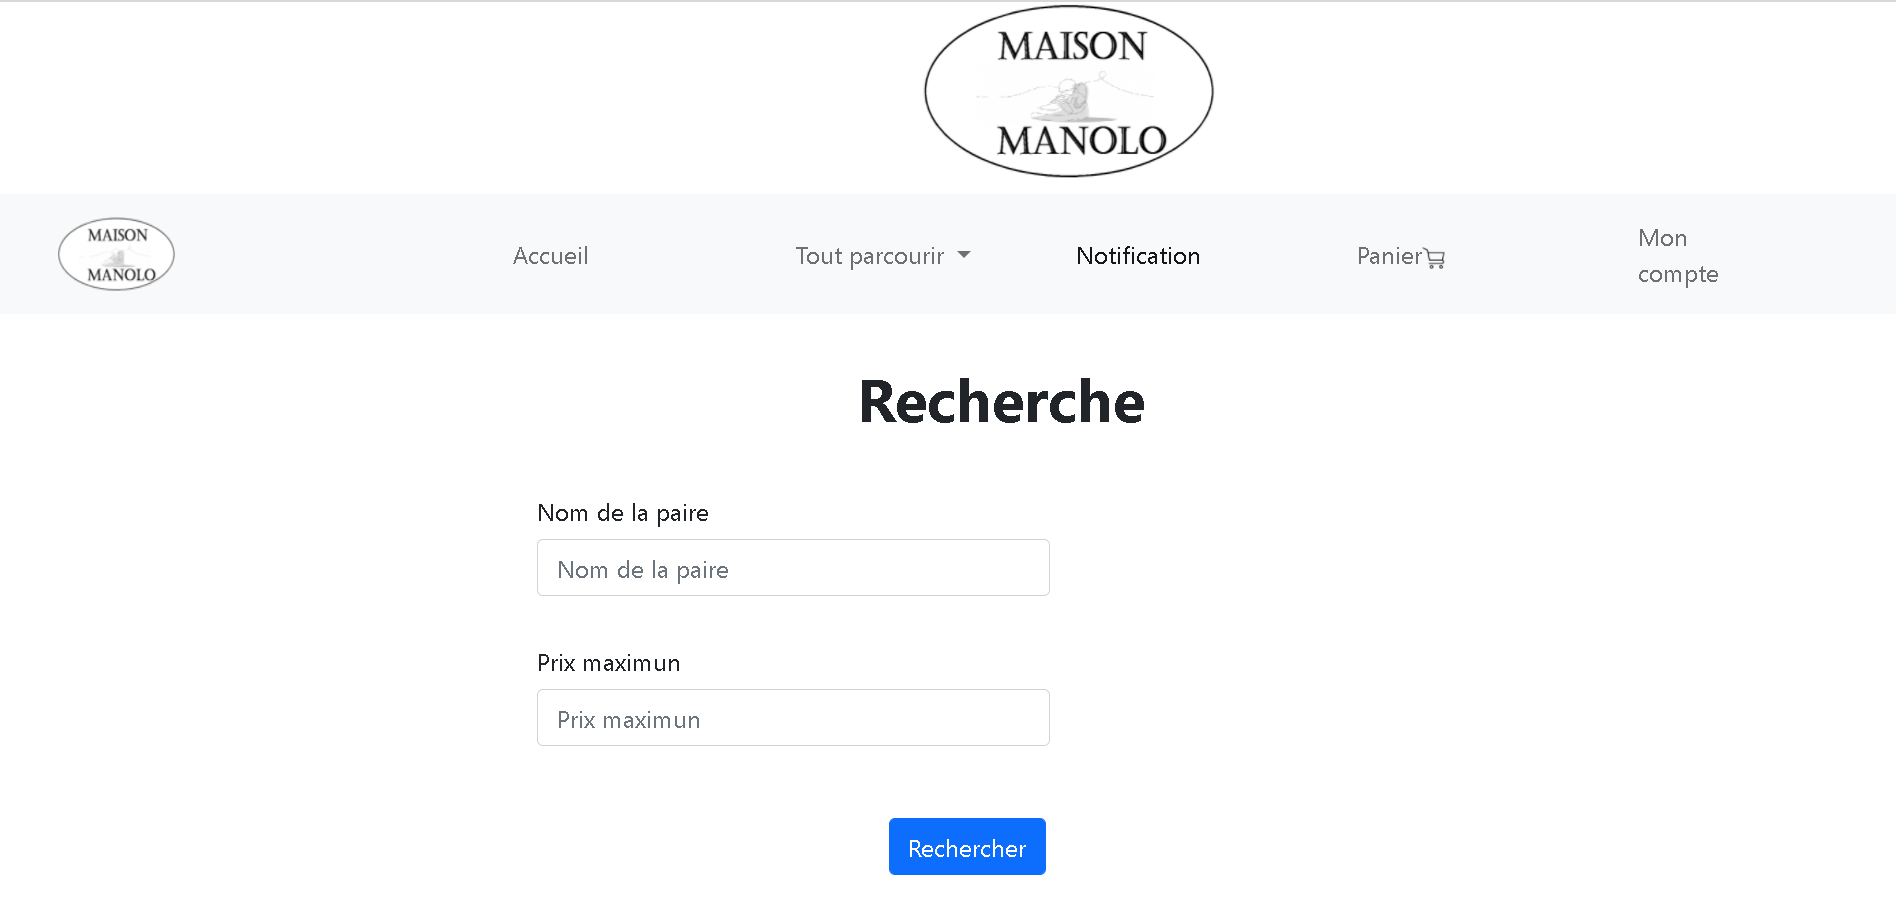 MAISON
MANOLO
MAISON
MANOLO
Accueil
Tout parcourir
Notification
Panier
Mon
compte
Recherche
Nom de la paire
Nom de la paire
Prix maximun
Prix maximun
Rechercher